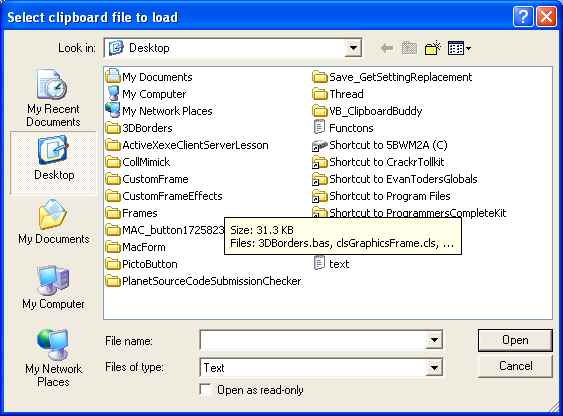 Select clipboard file to load
Look in:
Desktop
My Recent
Documents
Desktop
My Documents
My Computer
My Network
Places
My Documents
My Computer
My Network Places
3DBorders
ActiveXexeClientServerLesson
CollMimick
CustomFrame
CustomFrameEffects
Frames
MAC_button1725823
MacForm
PictoButton
PlanetSourceCodeSubmissionChecker
Save_GetSettingReplacement
Thread
VB_ClipboardBuddy
Functons
Shortcut to 5BWM2A (C)
Shortcut to CrackrTollkit
Shortcut to EvanTodersGlobals
Shortcut to Program Files
Shortcut to ProgrammersCompleteKit
Size: 31.3 KB
Files: 3DBorders.bas, clsGraphicsFrame.cls, ...
text
File name:
Open
Files of type:
Text
Cancel
Open as read-only